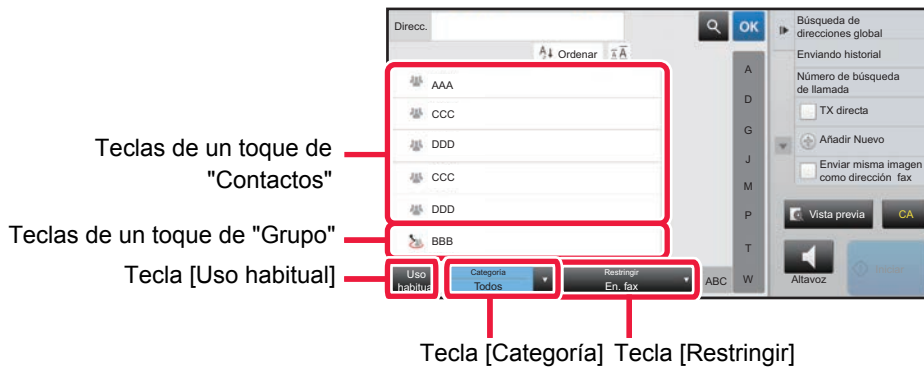 Direcc.
OK
Ordenar
AAA
CCC
DDD
CCC
DDD
BBB
Uso
habitual
Categoría
Todos
Restringir
En. fax
ABC
A
D
G
J
M
P
T
W
Búsqueda de
direcciones global
Enviando historial
Número de búsqueda
de llamada
TX directa
Añadir Nuevo
Enviar misma imagen
como dirección fax
Vista previa
CA
Altavoz
Teclas de un toque de
"Contactos"
Teclas de un toque de "Grupo"
Tecla [Uso habitual]
Tecla [Categoría]
Tecla [Restringir]